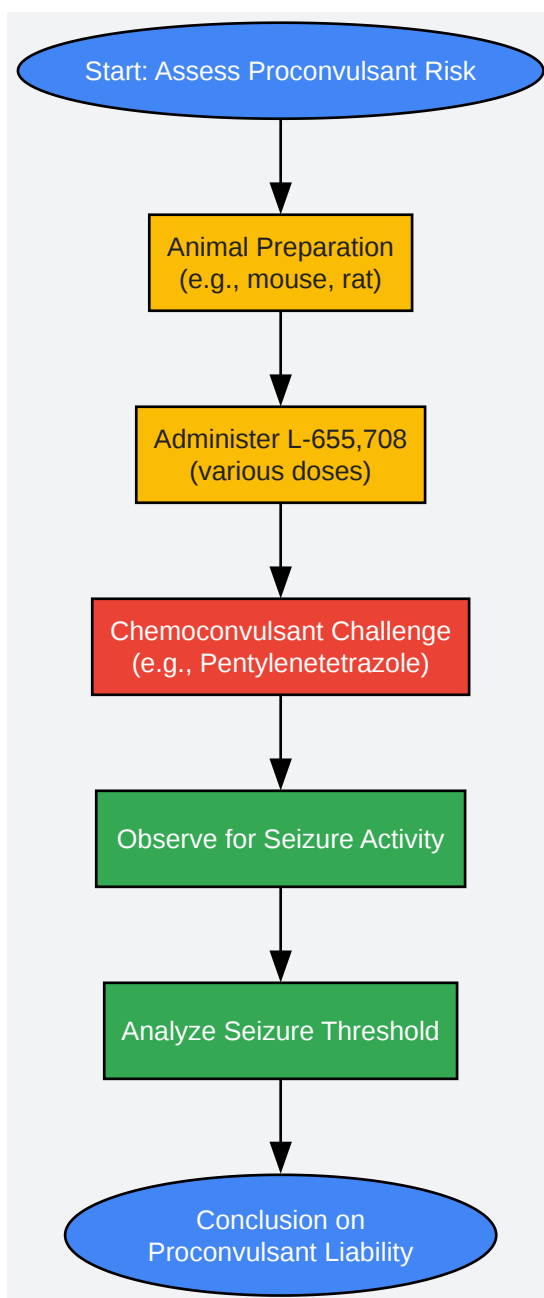 Start: Assess Proconvulsant Risk
Animal Preparation
(e.g., mouse, rat)
Administer L-655,708
(various doses)
Chemoconvulsant Challenge
(e.g., Pentylenetetrazole)
Observe for Seizure Activity
Analyze Seizure Threshold
Conclusion on
Proconvulsant Liability